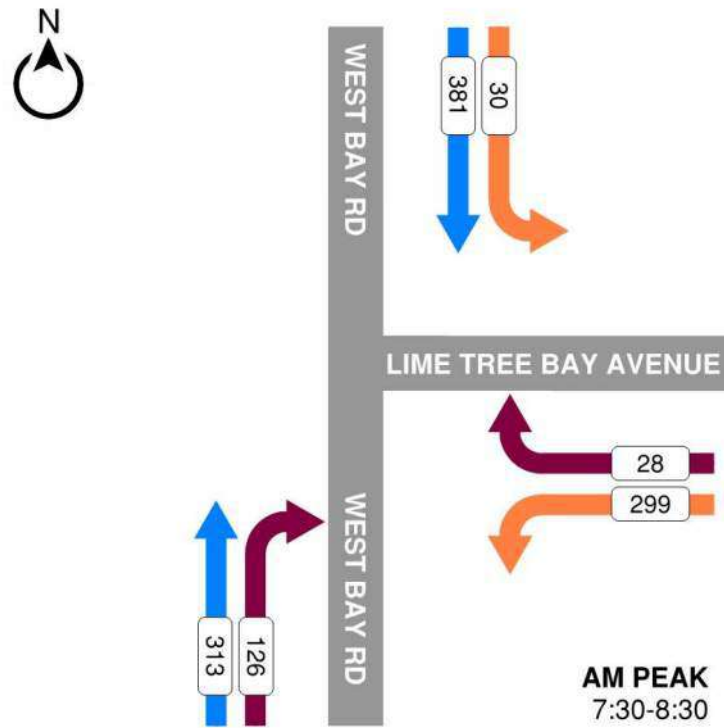 N
WEST BAY RD
381
30
LIME TREE BAY AVENUE
28
299
WEST BAY RD
313
126
AM PEAK
7:30-8:30